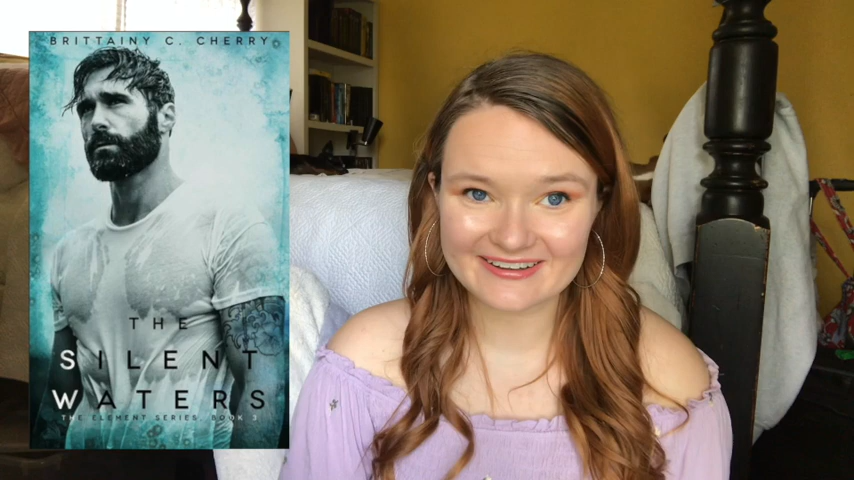 BRITTAINY C. CHERRY
THE
SILENT
WATERS
THE ELEMENT SERIES, BOOK 3